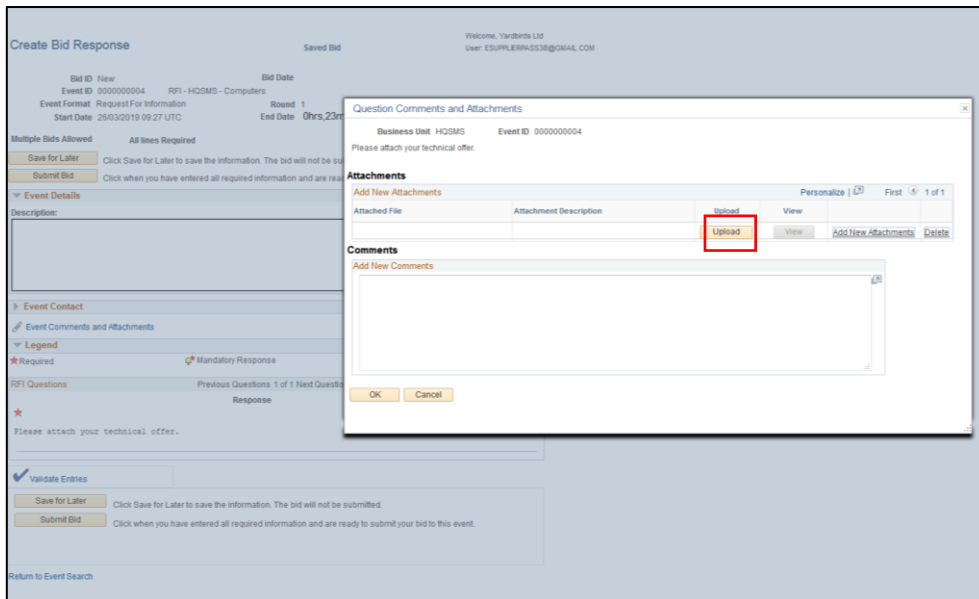 Create Bid Response
Saved Bid
Welcome, Yardbirds Ltd
User: ESUPPLIERPASS3B@GMAIL.COM
Bid ID New Bid Date
Event ID 0000000004 RFI - HQSMS - Computers
Event Format Request For Information Round 1
Start Date 26/03/2019 09:27 UTC End Date 0hrs,23m
Multiple Bids Allowed All lines Required
Save for Later Click Save for Later to save the information. The bid will not be su
Submit Bid Click when you have entered all required information and are rea
Event Details
Description:
Event Contact
Event Comments and Attachments
Legend
Required Mandatory Response
RFI Questions Previous Questions 1 of 1 Next Questio
Response
Please attach your technical offer.
Validate Entries
Save for Later Click Save for Later to save the information. The bid will not be submitted.
Submit Bid Click when you have entered all required information and are ready to submit your bid to this event.
Return to Event Search
Question Comments and Attachments
Business Unit HQSMS Event ID 0000000004
Please attach your technical offer.
Attachments
Add New Attachments Personalize | First 1 of 1
Attached File Attachment Description Upload View
Upload View Add New Attachments Delete
Comments
Add New Comments
OK Cancel